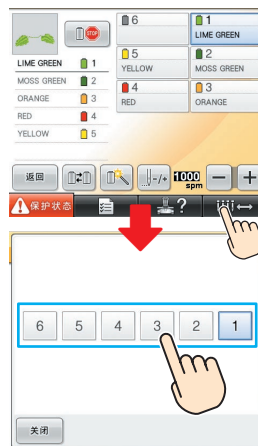 6
1
LIME GREEN
5
YELLOW
2
MOSS GREEN
4
RED
3
ORANGE
STOP
LIME GREEN 1
MOSS GREEN 2
ORANGE 3
RED 4
YELLOW 5
返回
-/+
1000
spm
-
+
保护状态
?
6 5 4 3 2 1
关闭